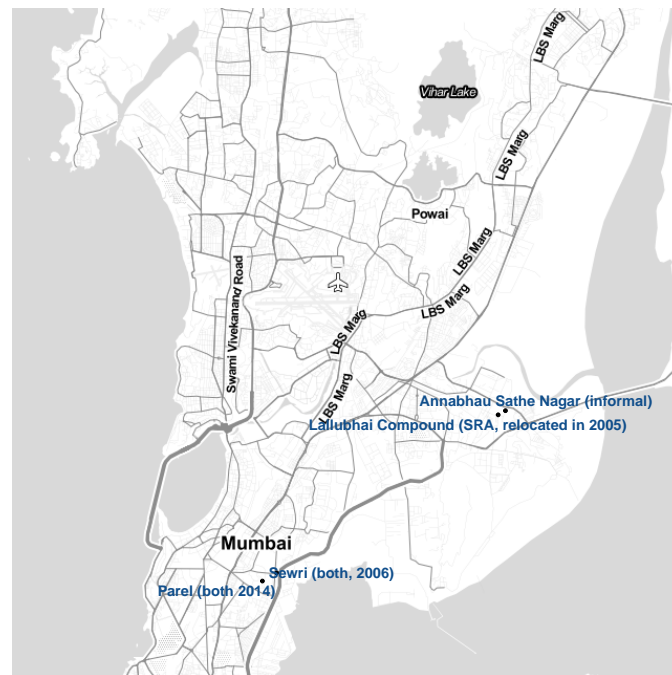 LBS Marg
Vihar Lake
LBS Marg
Powai
LBS Marg
Swami Vivekanand Road
LBS Marg
LBS Marg
LBS Marg
Annabhau Sathe Nagar (informal)
Lallubhai Compound (SRA, relocated in 2005)
Mumbai
Sewri (both, 2006)
Parel (both 2014)